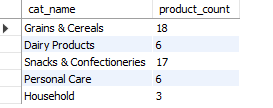 cat_name product_count
Grains & Cereals 18
Dairy Products 6
Snacks & Confectioneries 17
Personal Care 6
Household 3